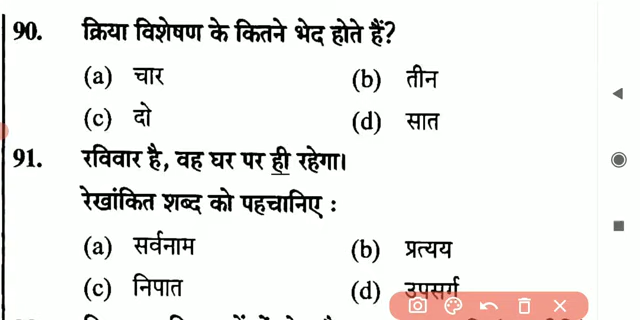 90. क्रिया विशेषण के कितने भेद होते हैं?
(a) चार (b) तीन
(c) दो (d) सात
91. रविवार है, वह घर पर ही रहेगा।
रेखांकित शब्द को पहचानिए :
(a) सर्वनाम (b) प्रत्यय
(c) निपात (d) उपसर्ग